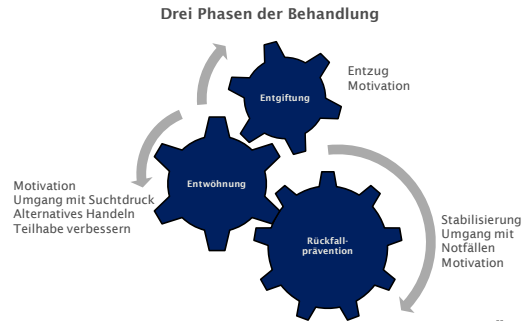 Drei Phasen der Behandlung
Entgiftung
Entzug
Motivation
Entwöhnung
Motivation
Umgang mit Suchtdruck
Alternatives Handeln
Teilhabe verbessern
Rückfall-
prävention
Stabilisierung
Umgang mit
Notfällen
Motivation